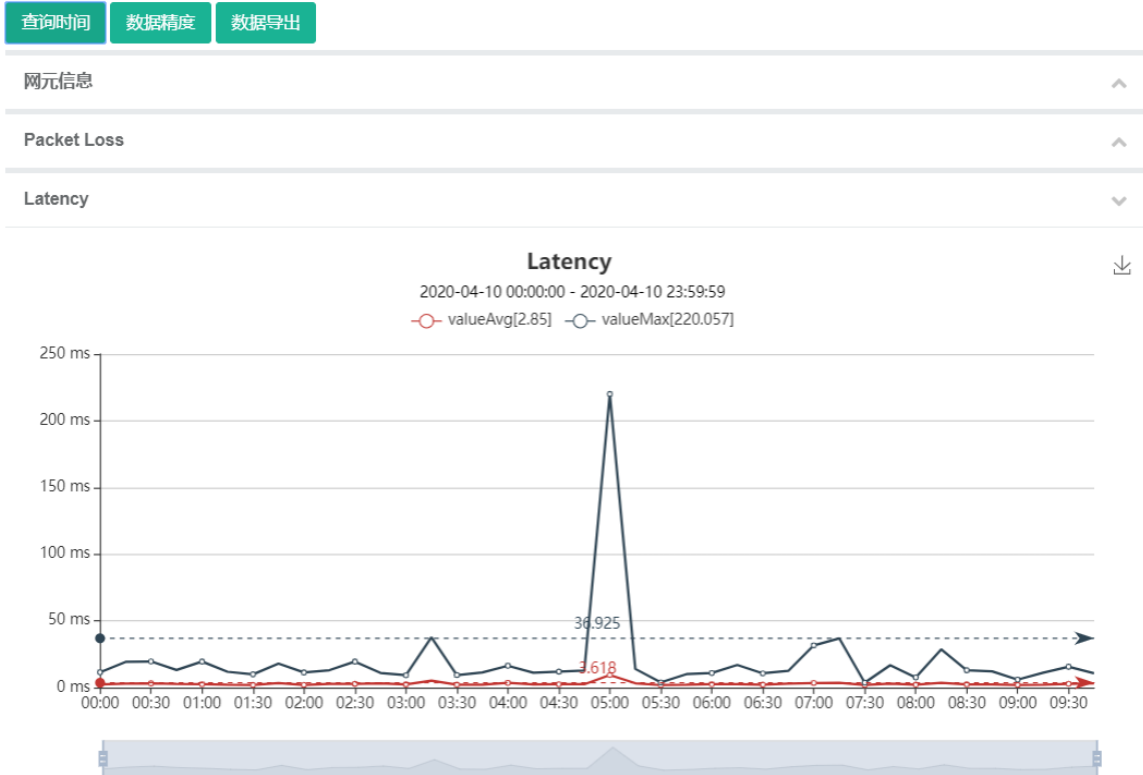 查询时间 数据精度 数据导出
网元信息
Packet Loss
Latency
Latency
2020-04-10 00:00:00 - 2020-04-10 23:59:59
valueAvg[2.85] valueMax[220.057]
250 ms
200 ms
150 ms
100 ms
50 ms
36.925
3.618
0 ms
00:00 00:30 01:00 01:30 02:00 02:30 03:00 03:30 04:00 04:30 05:00 05:30 06:00 06:30 07:00 07:30 08:00 08:30 09:00 09:30